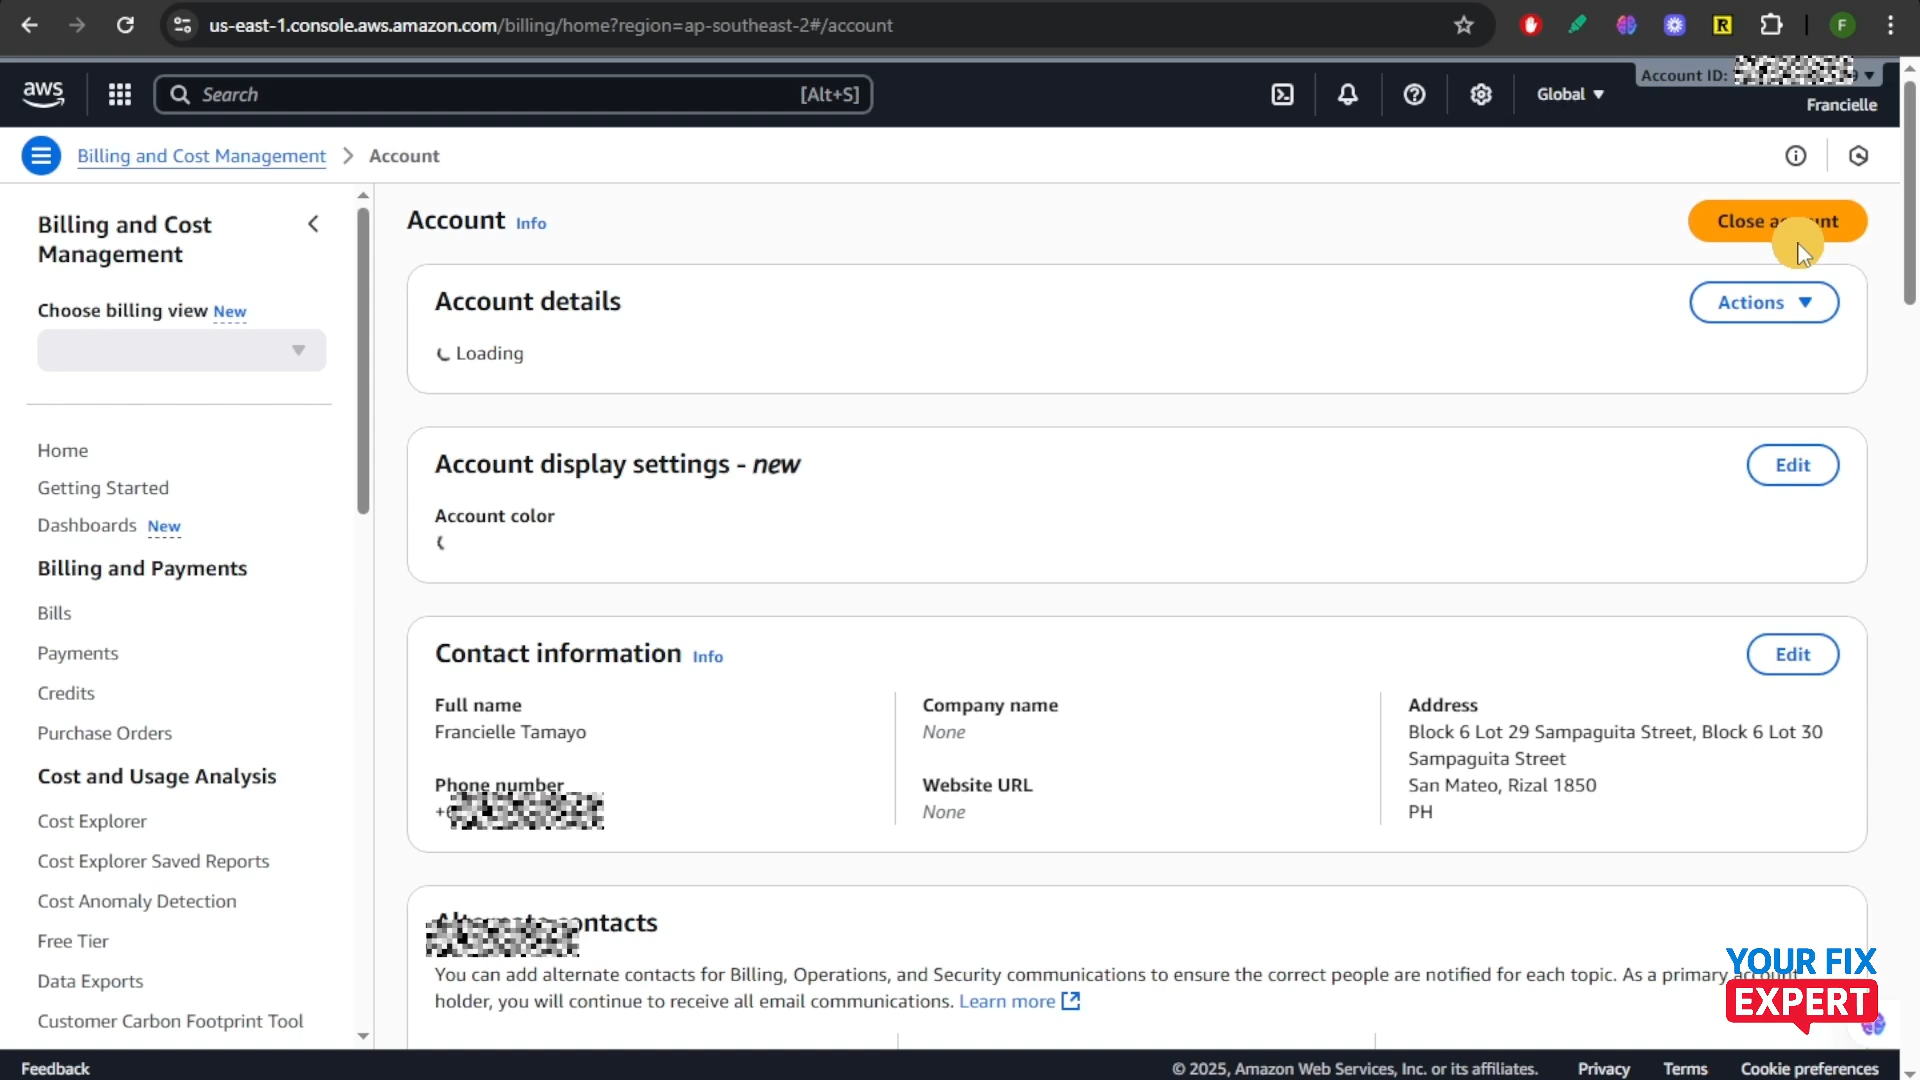 us-east-1.console.aws.amazon.com/billing/home?region=ap-southeast-2#/account
R
F
aws
Search
[Alt+S]
Global
Account ID:
Francielle
Billing and Cost Management
Account
Billing and Cost
Management
Choose billing view New
Home
Getting Started
Dashboards New
Billing and Payments
Bills
Payments
Credits
Purchase Orders
Cost and Usage Analysis
Cost Explorer
Cost Explorer Saved Reports
Cost Anomaly Detection
Free Tier
Data Exports
Customer Carbon Footprint Tool
Account Info
Close account
Account details
Actions
Loading
Account display settings - new
Edit
Account color
Contact information Info
Edit
Full name
Francielle Tamayo
Company name
None
Address
Block 6 Lot 29 Sampaguita Street, Block 6 Lot 30
Sampaguita Street
San Mateo, Rizal 1850
PH
Phone number
Website URL
None
Alternate contacts
You can add alternate contacts for Billing, Operations, and Security communications to ensure the correct people are notified for each topic. As a primary account
holder, you will continue to receive all email communications. Learn more
YOUR FIX
EXPERT
Feedback
© 2025, Amazon Web Services, Inc. or its affiliates.
Privacy
Terms
Cookie preferences